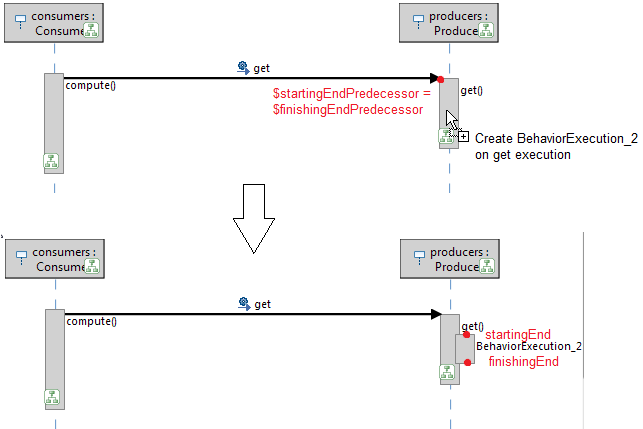 consumers :
Consume
producers :
Produce
get
compute()
get()
$startingEndPredecessor =
$finishingEndPredecessor
Create BehaviorExecution_2
on get execution
consumers :
Consume
producers :
Produce
get
compute()
get()
startingEnd
BehaviorExecution_2
finishingEnd